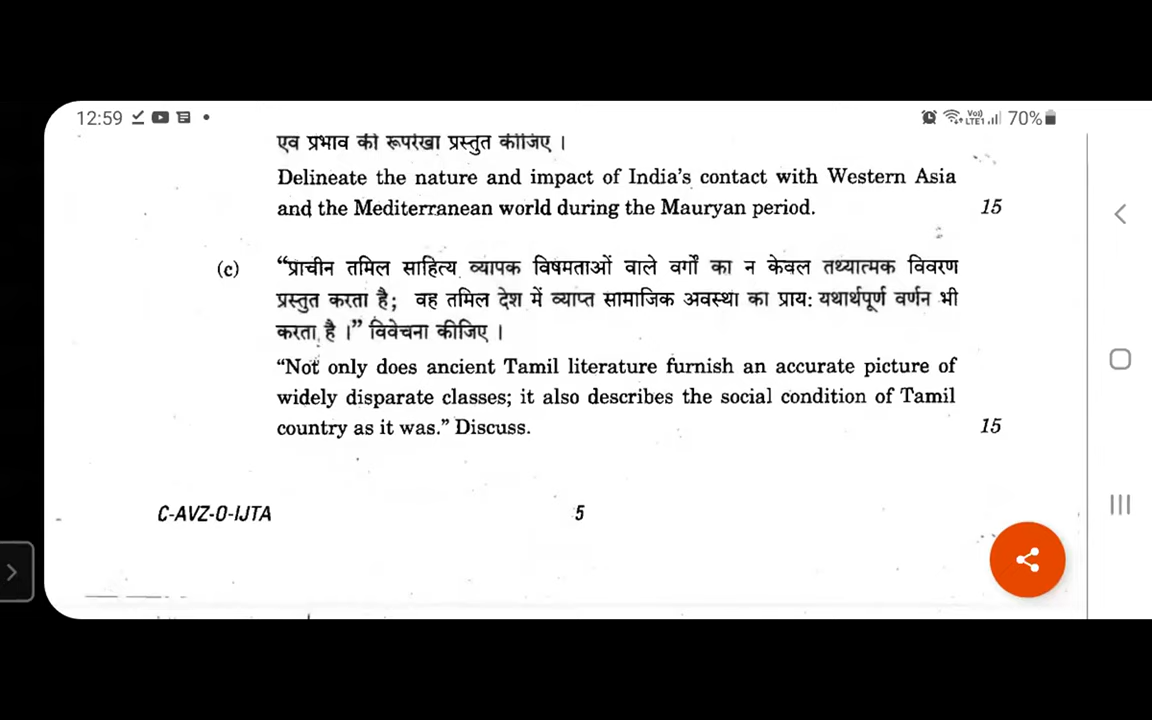 12:59
Vo) LTE1 70%
एव प्रभाव की रूपरेखा प्रस्तुत कीजिए ।
Delineate the nature and impact of India's contact with Western Asia
and the Mediterranean world during the Mauryan period. 15
(c) “प्राचीन तमिल साहित्य व्यापक विषमताओं वाले वर्गों का न केवल तथ्यात्मक विवरण
प्रस्तुत करता है; वह तमिल देश में व्याप्त सामाजिक अवस्था का प्राय: यथार्थपूर्ण वर्णन भी
करता है ।” विवेचना कीजिए ।
“Not only does ancient Tamil literature furnish an accurate picture of
widely disparate classes; it also describes the social condition of Tamil
country as it was.” Discuss. 15
C-AVZ-O-IJTA 5